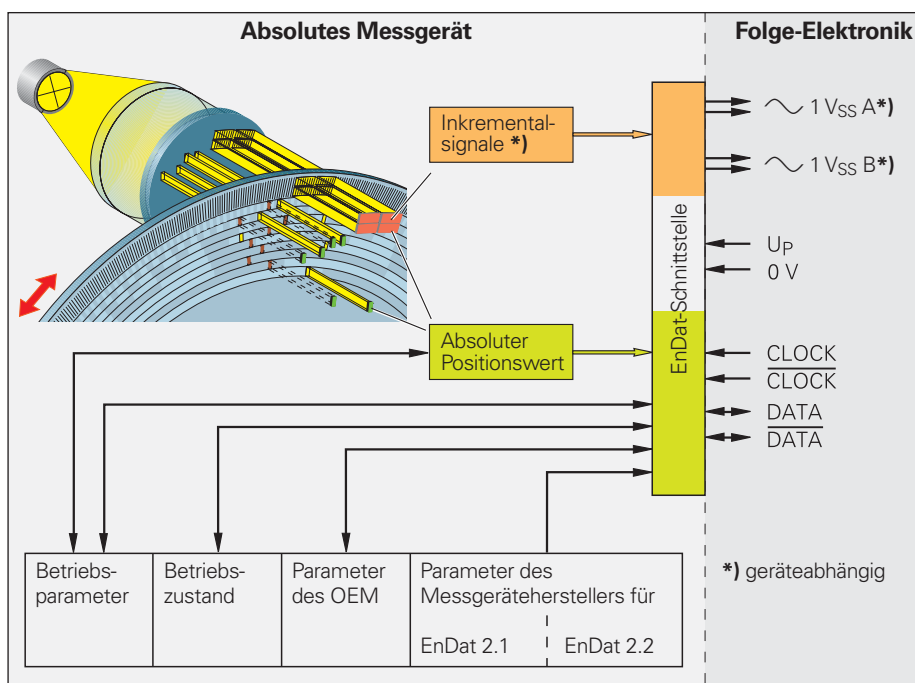 Absolutes Messgerät
Folge-Elektronik
Inkremental-
signale *)
1 VSS A*)
1 VSS B*)
EnDat-Schnittstelle
UP
0 V
Absoluter
Positionswert
CLOCK
CLOCK
DATA
DATA
Betriebs-
parameter
Betriebs-
zustand
Parameter
des OEM
Parameter des
Messgeräteherstellers für
EnDat 2.1
EnDat 2.2
*) geräteabhängig